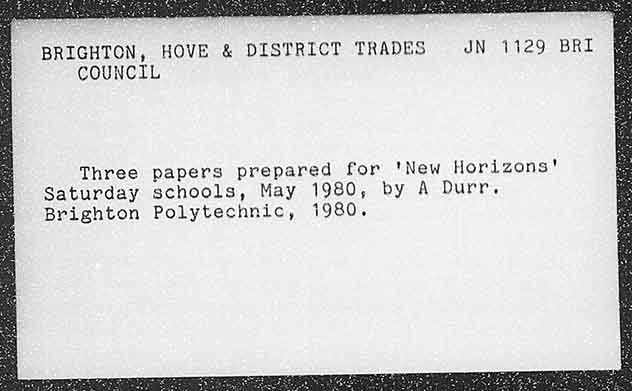 BRIGHTON, HOVE & DISTRICT TRADES JN 1129 BRI
COUNCIL
Three papers prepared for 'New Horizons'
Saturday schools, May 1980, by A Durr.
Brighton Polytechnic, 1980.